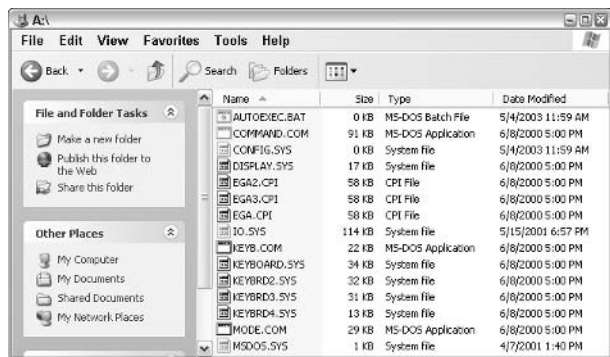 A:\
File Edit View Favorites Tools Help
Back Search Folders
File and Folder Tasks
Make a new folder
Publish this folder to
the Web
Share this folder
Other Places
My Computer
My Documents
Shared Documents
My Network Places
Name Size Type Date Modified
AUTOEXEC.BAT 0 KB MS-DOS Batch File 5/4/2003 11:59 AM
COMMAND.COM 91 KB MS-DOS Application 6/8/2000 5:00 PM
CONFIG.SYS 0 KB System file 5/4/2003 11:59 AM
DISPLAY.SYS 17 KB System file 6/8/2000 5:00 PM
EGA2.CPI 58 KB CPI File 6/8/2000 5:00 PM
EGA3.CPI 58 KB CPI File 6/8/2000 5:00 PM
EGA.CPI 58 KB CPI File 6/8/2000 5:00 PM
IO.SYS 114 KB System file 5/15/2001 6:57 PM
KEYB.COM 22 KB MS-DOS Application 6/8/2000 5:00 PM
KEYBOARD.SYS 34 KB System file 6/8/2000 5:00 PM
KEYBRD2.SYS 32 KB System file 6/8/2000 5:00 PM
KEYBRD3.SYS 31 KB System file 6/8/2000 5:00 PM
KEYBRD4.SYS 13 KB System file 6/8/2000 5:00 PM
MODE.COM 29 KB MS-DOS Application 6/8/2000 5:00 PM
MSDOS.SYS 1 KB System file 4/7/2001 1:40 PM